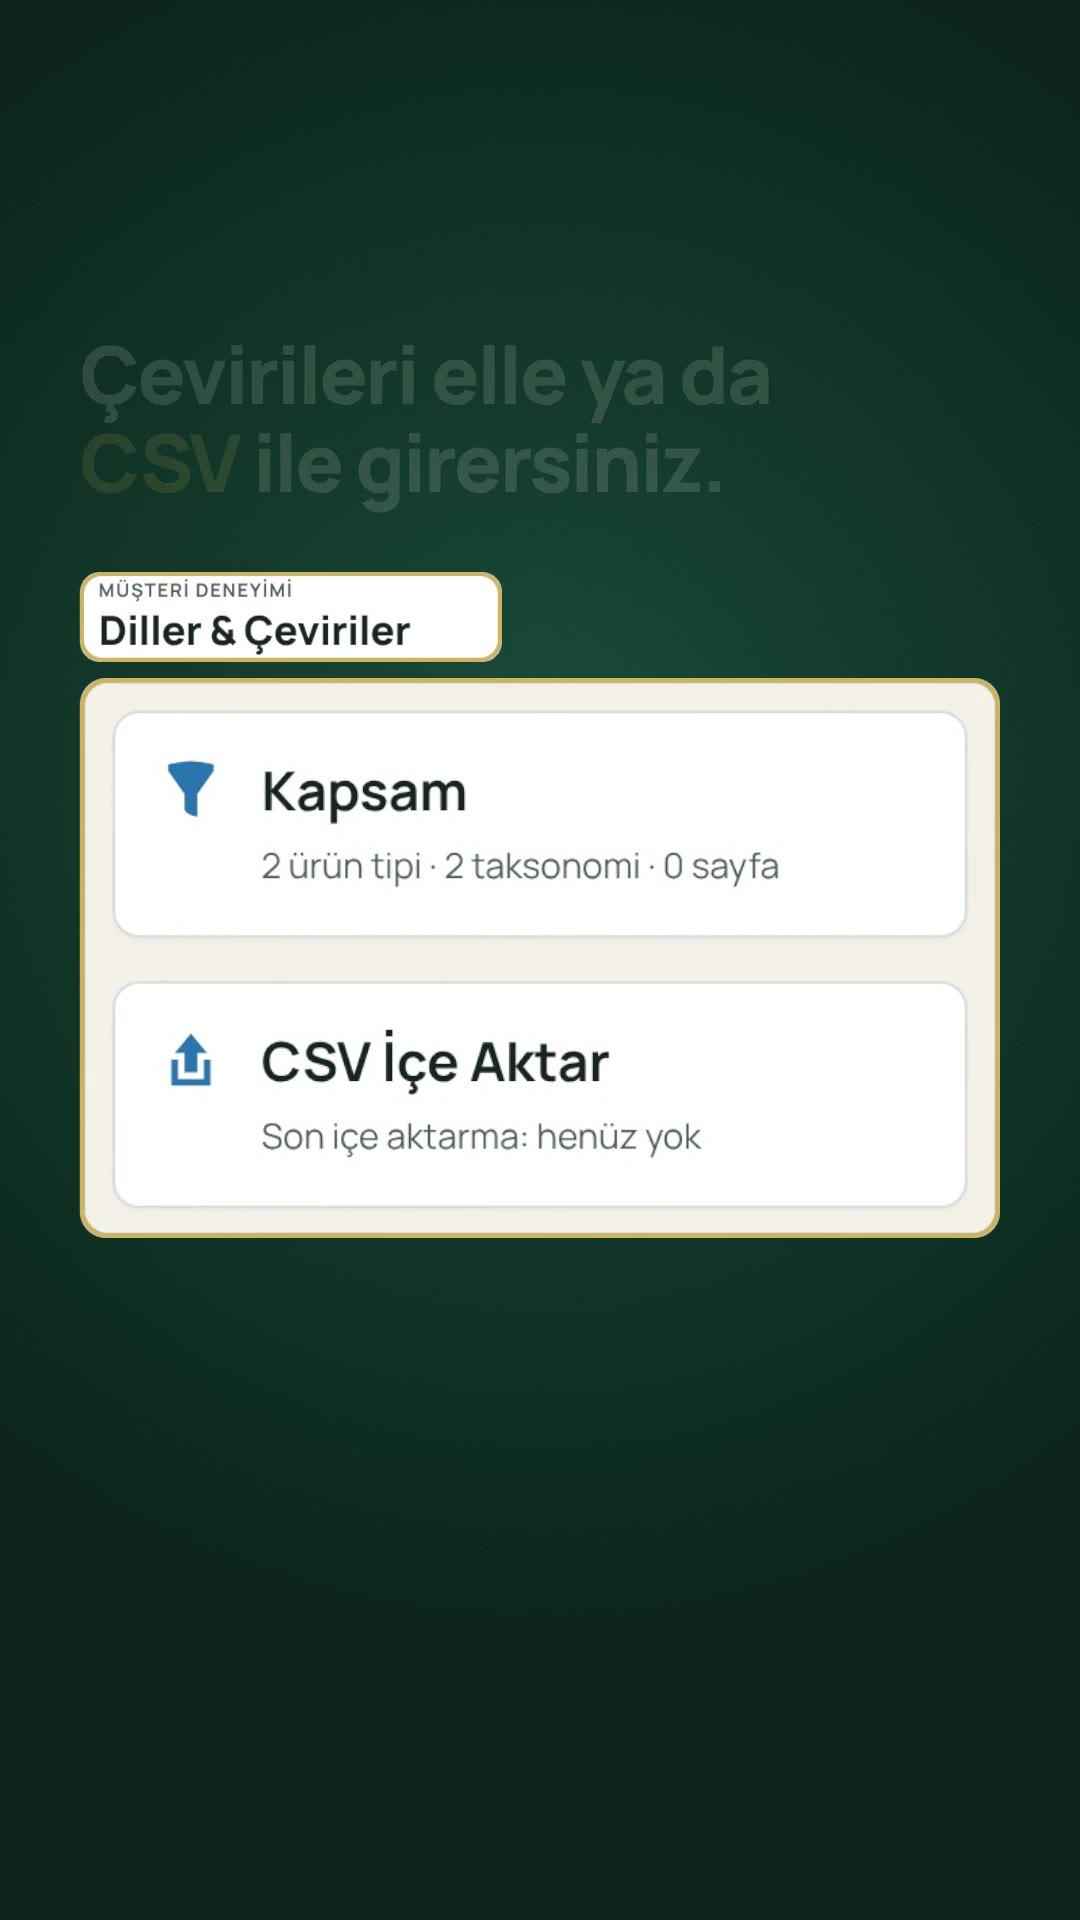 Çevirileri elle ya da
CSV ile girersiniz.
MÜŞTERİ DENEYİMİ
Diller & Çeviriler
Kapsam
2 ürün tipi · 2 taksonomi · 0 sayfa
CSV İçe Aktar
Son içe aktarma: henüz yok